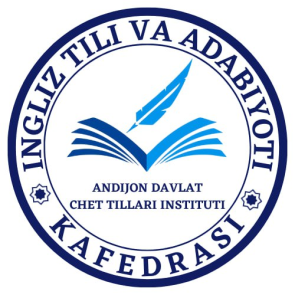 INGLIZ TILI VA ADABIYOTI
ANDIJON DAVLAT
CHET TILLARI INSTITUTI
KAFEDRASI